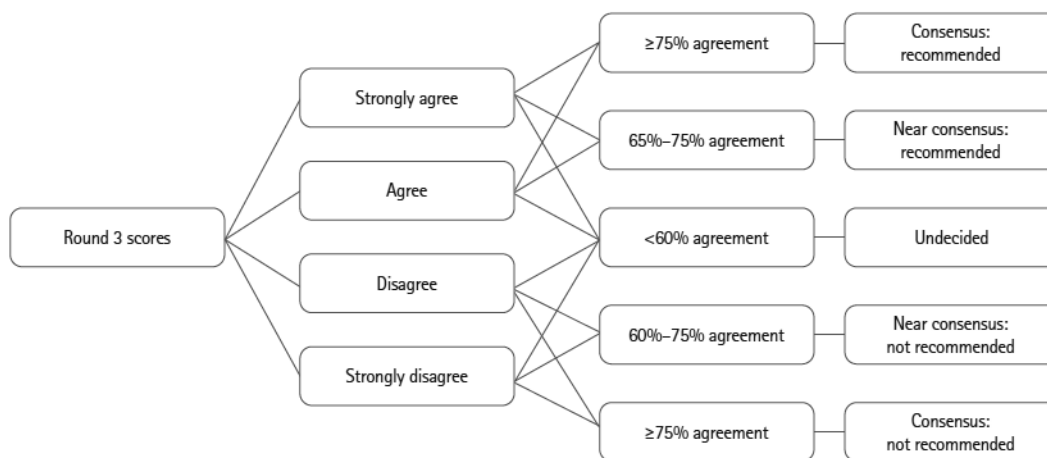 Round 3 scores
Strongly agree
Agree
Disagree
Strongly disagree
≥75% agreement
65%–75% agreement
<60% agreement
60%–75% agreement
≥75% agreement
Consensus:
recommended
Near consensus:
recommended
Undecided
Near consensus:
not recommended
Consensus:
not recommended